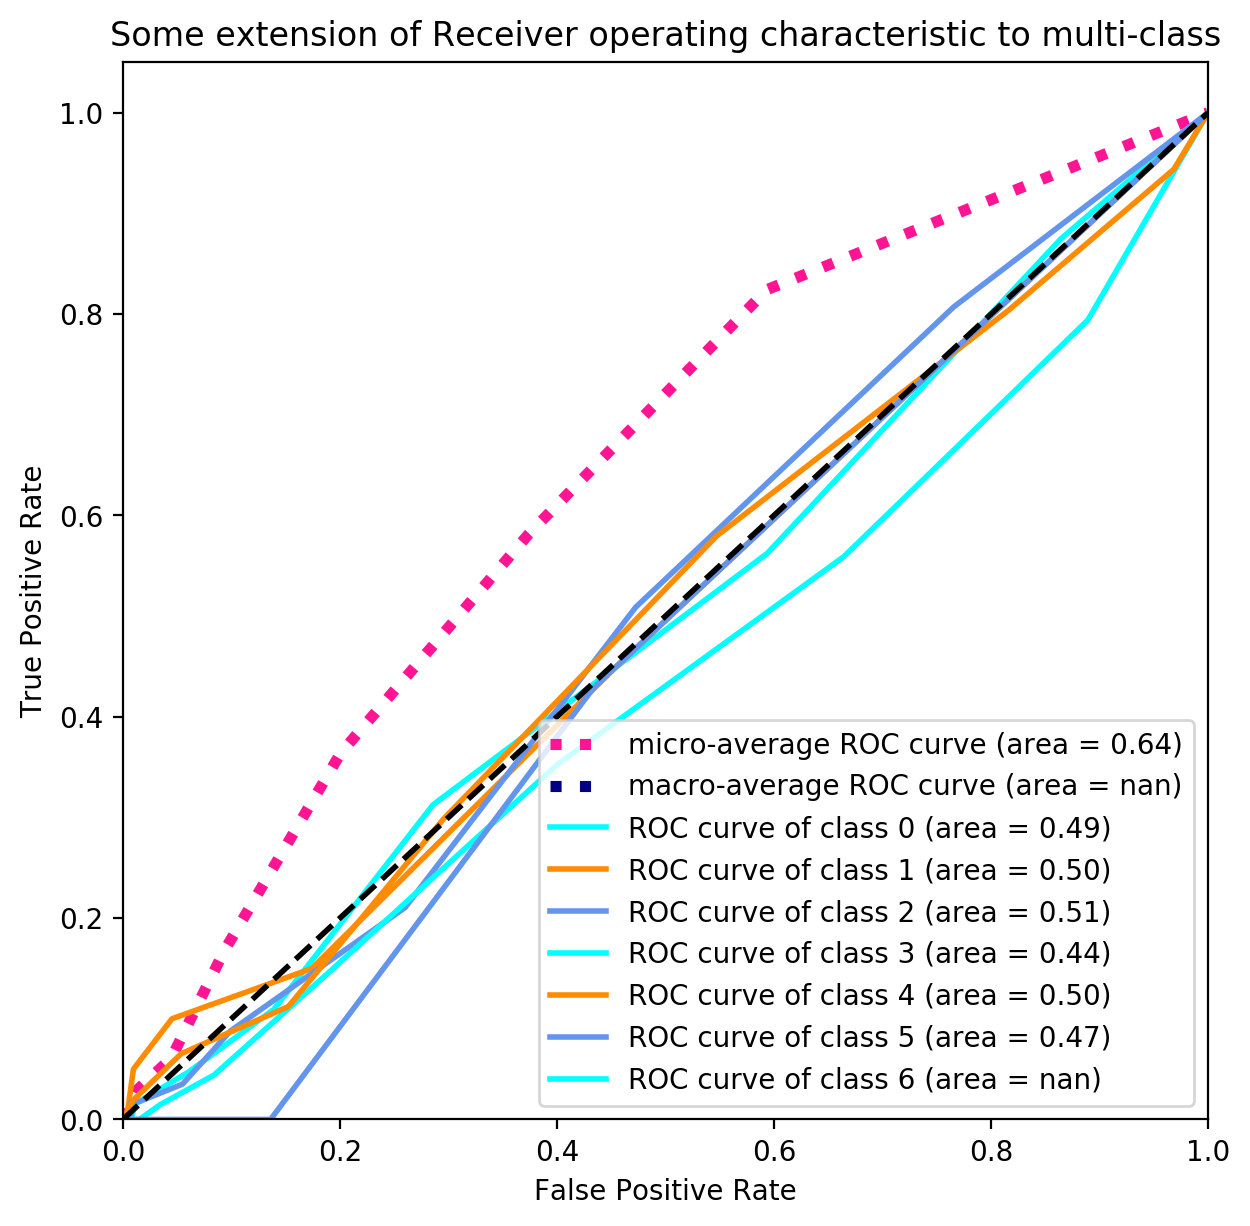 Some extension of Receiver operating characteristic to multi-class
1.0
0.8
0.6
0.4
0.2
0.0
True Positive Rate
micro-average ROC curve (area = 0.64)
macro-average ROC curve (area = nan)
ROC curve of class 0 (area = 0.49)
ROC curve of class 1 (area = 0.50)
ROC curve of class 2 (area = 0.51)
ROC curve of class 3 (area = 0.44)
ROC curve of class 4 (area = 0.50)
ROC curve of class 5 (area = 0.47)
ROC curve of class 6 (area = nan)
0.0 0.2 0.4 0.6 0.8 1.0
False Positive Rate